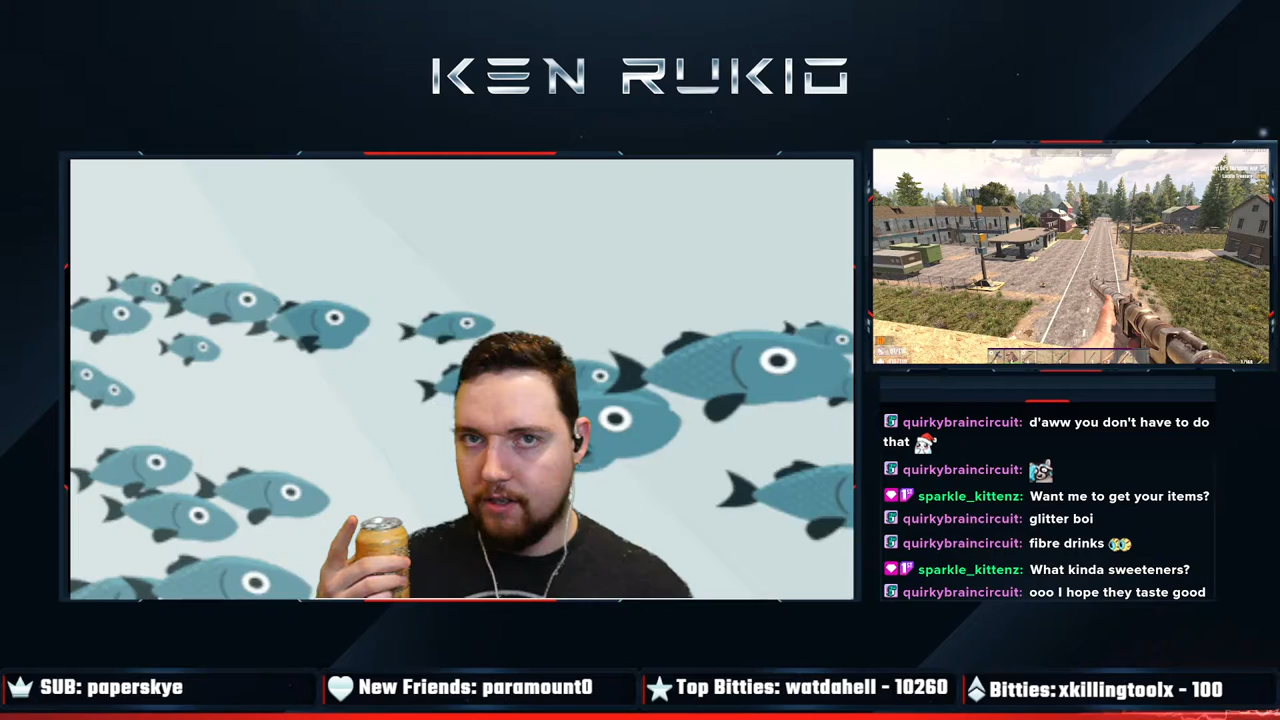 KEN RUKIO
quirkybraincircuit: d'aww you don't have to do
that
quirkybraincircuit:
sparkle_kittenz: Want me to get your items?
quirkybraincircuit: glitter boi
quirkybraincircuit: fibre drinks
sparkle_kittenz: What kinda sweeteners?
quirkybraincircuit: ooo I hope they taste good
SUB: paperskye
New Friends: paramount0
Top Bitties: watdahell - 10260
Bitties: xkillingtoolx - 100